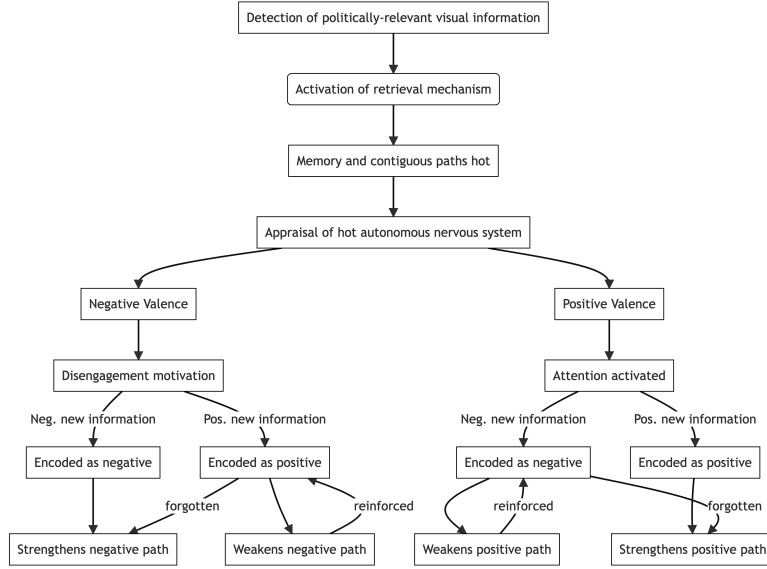 Detection of politically-relevant visual information
Activation of retrieval mechanism
Memory and contiguous paths hot
Appraisal of hot autonomous nervous system
Negative Valence
Positive Valence
Disengagement motivation
Attention activated
Neg. new information
Pos. new information
Neg. new information
Pos. new information
Encoded as negative
Encoded as positive
Encoded as negative
Encoded as positive
forgotten
reinforced
reinforced
forgotten
Strengthens negative path
Weakens negative path
Weakens positive path
Strengthens positive path